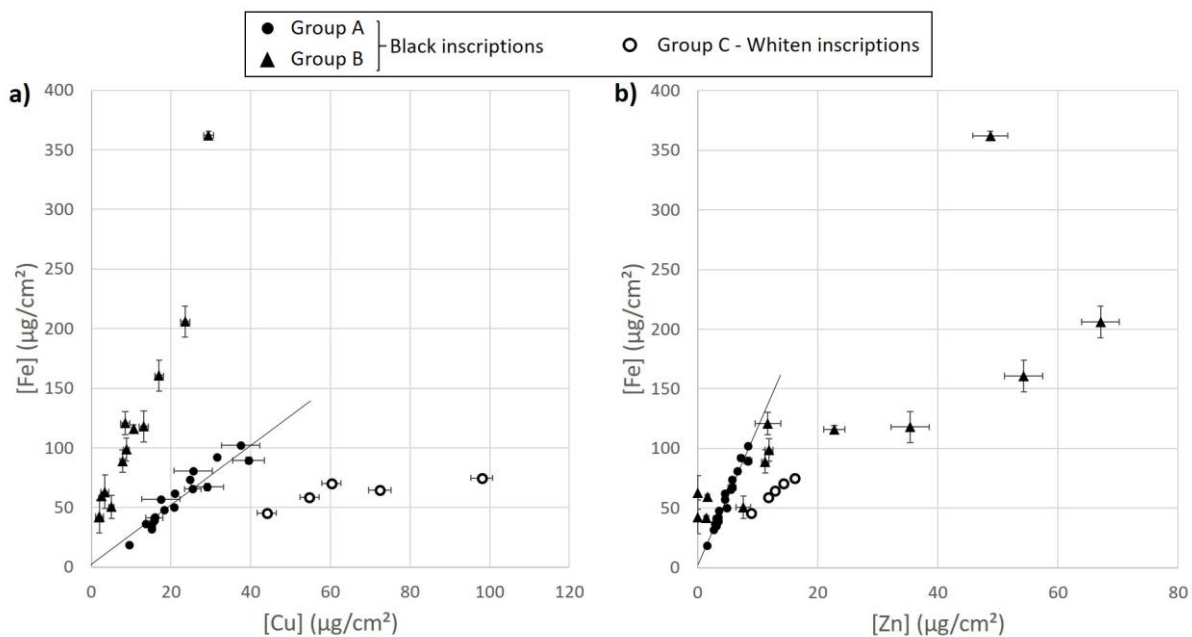 Group A
Group B
Black inscriptions
Group C - Whiten inscriptions
a)
400
350
300
250
200
150
100
50
0
[Fe] (µg/cm²)
0 20 40 60 80 100 120
[Cu] (µg/cm²)
b)
400
350
300
250
200
150
100
50
0
[Fe] (µg/cm²)
0 20 40 60 80
[Zn] (µg/cm²)